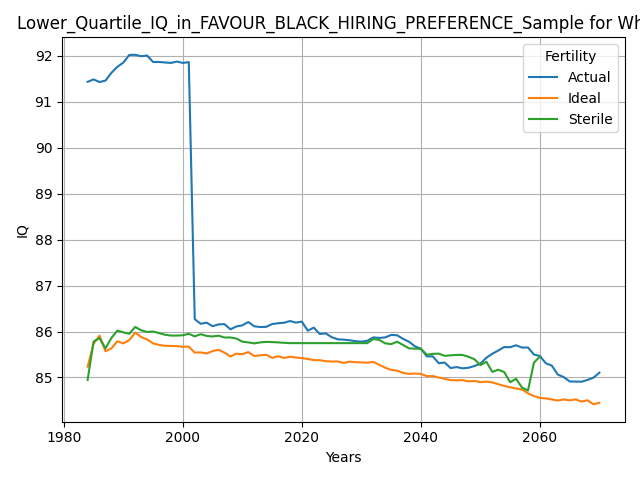 Lower_Quartile_IQ_in_FAVOUR_BLACK_HIRING_PREFERENCE_Sample for Wh
92
91
90
89
88
87
86
85
IQ
Fertility
Actual
Ideal
Sterile
1980
2000
2020
2040
2060
Years